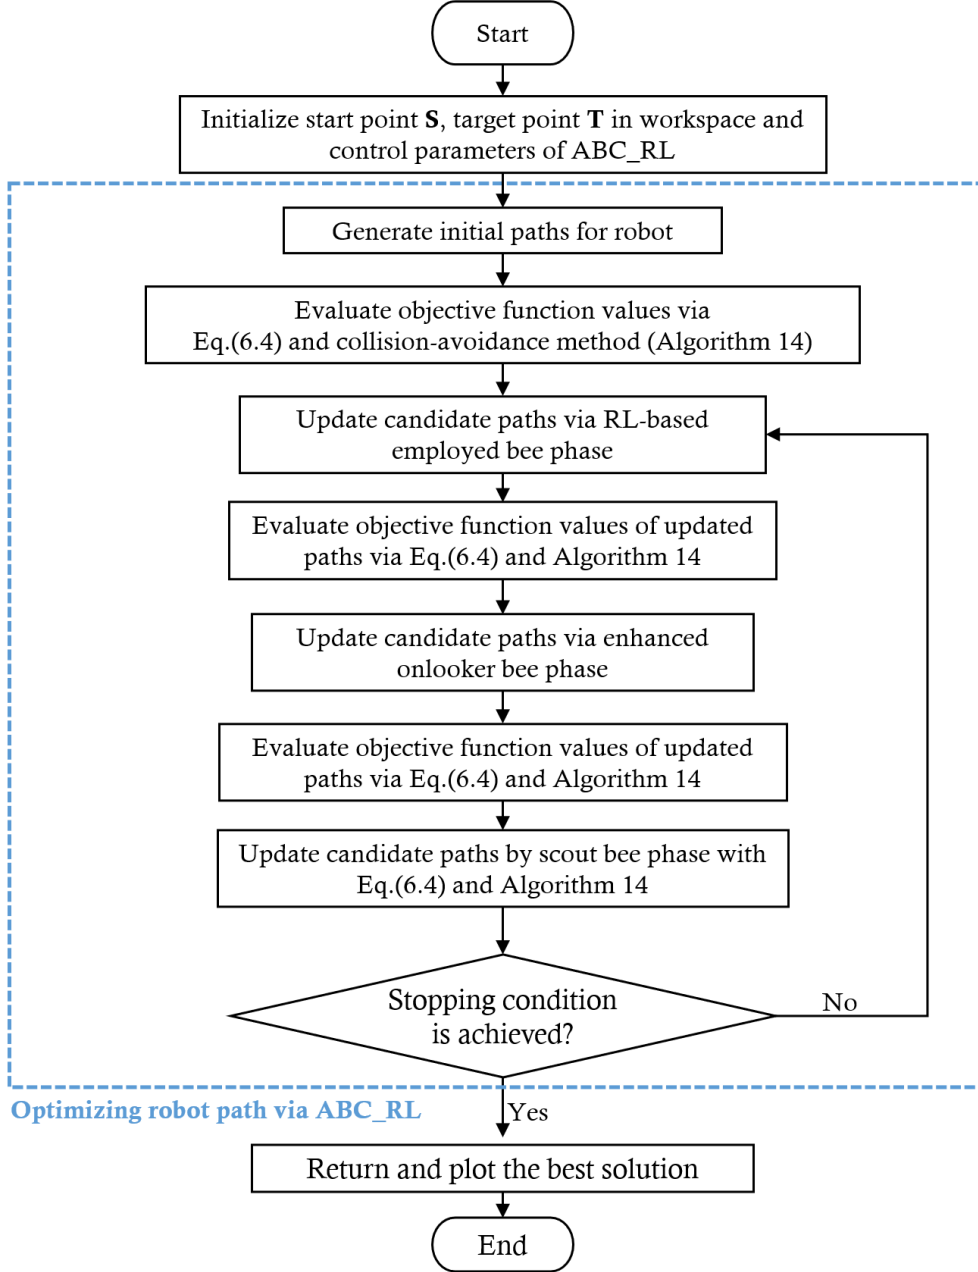 Start
Initialize start point S, target point T in workspace and
control parameters of ABC_RL
Generate initial paths for robot
Evaluate objective function values via
Eq.(6.4) and collision-avoidance method (Algorithm 14)
Update candidate paths via RL-based
employed bee phase
Evaluate objective function values of updated
paths via Eq.(6.4) and Algorithm 14
Update candidate paths via enhanced
onlooker bee phase
Evaluate objective function values of updated
paths via Eq.(6.4) and Algorithm 14
Update candidate paths by scout bee phase with
Eq.(6.4) and Algorithm 14
Stopping condition
is achieved?
No
Optimizing robot path via ABC_RL
Yes
Return and plot the best solution
End